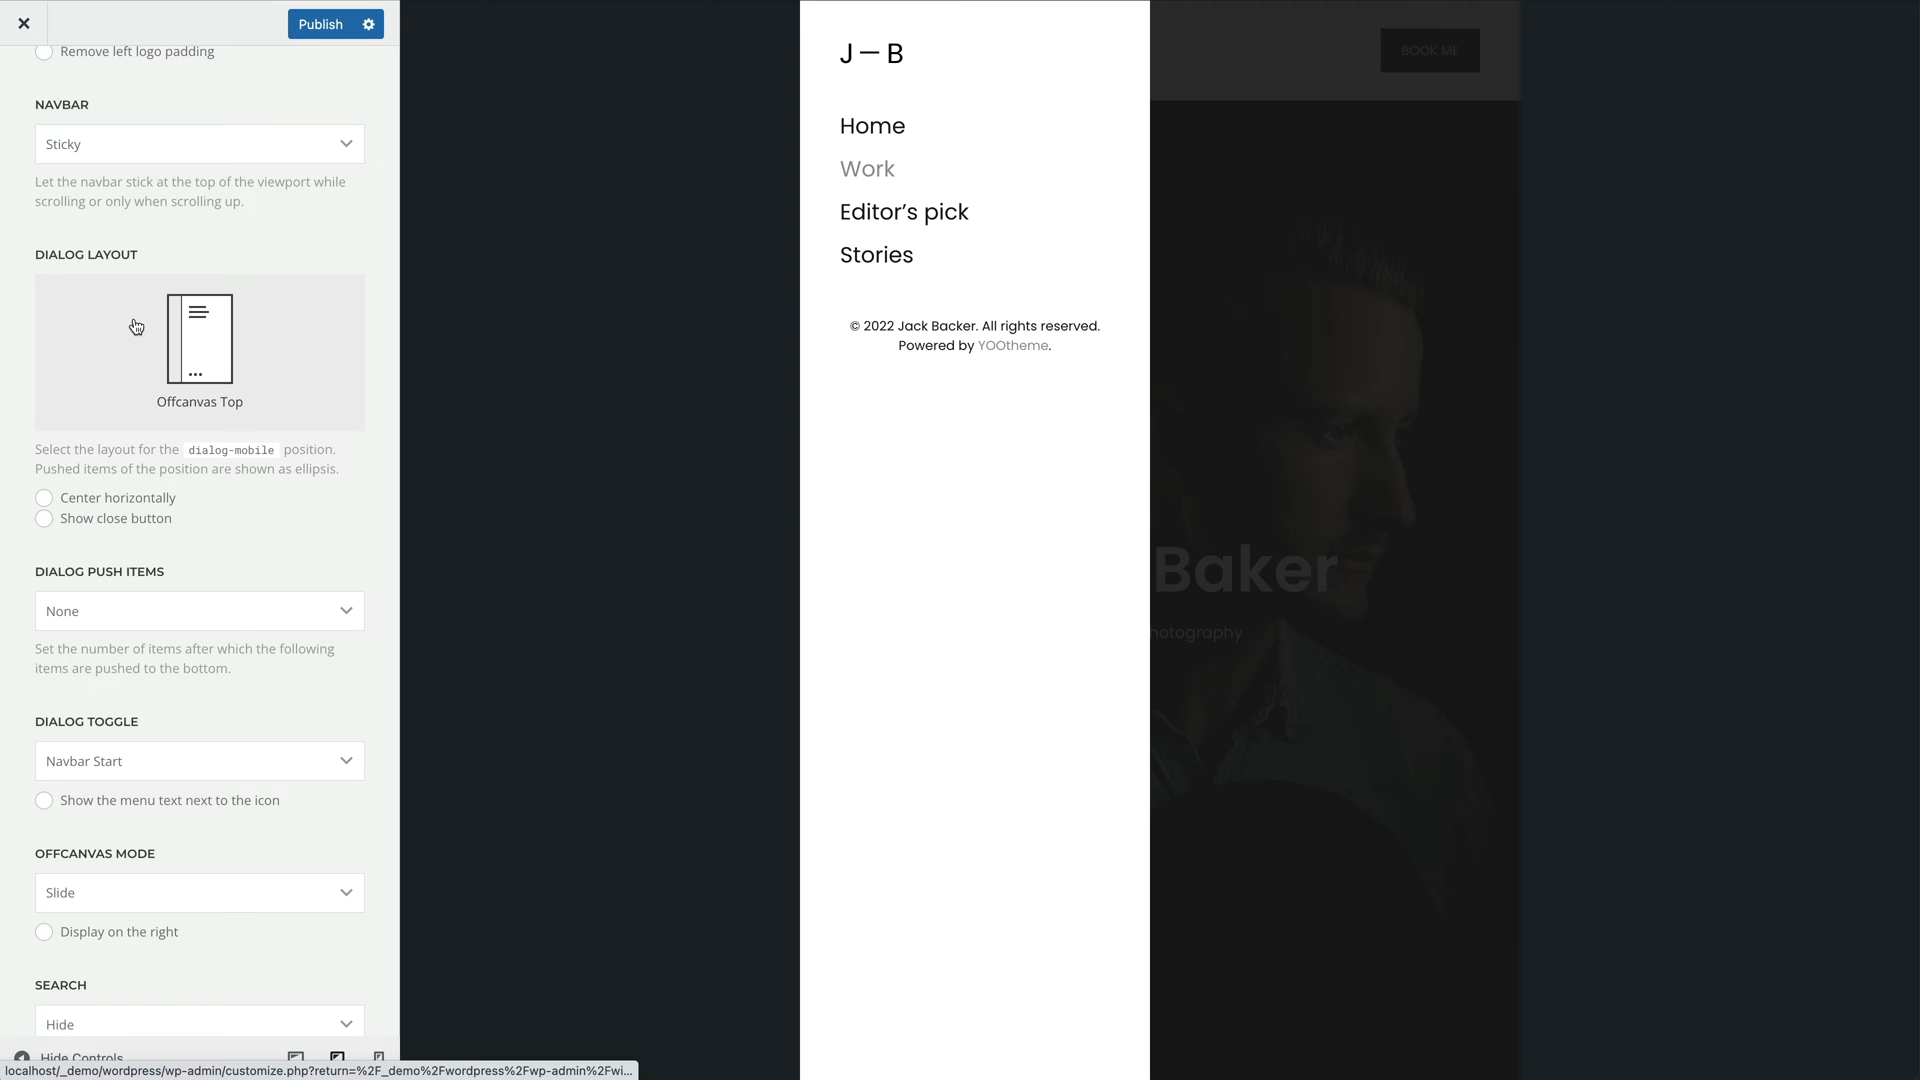 Publish
Remove left logo padding
NAVBAR
Sticky
Let the navbar stick at the top of the viewport while
scrolling or only when scrolling up.
DIALOG LAYOUT
Offcanvas Top
Select the layout for the dialog-mobile position.
Pushed items of the position are shown as ellipsis.
Center horizontally
Show close button
DIALOG PUSH ITEMS
None
Set the number of items after which the following
items are pushed to the bottom.
DIALOG TOGGLE
Navbar Start
Show the menu text next to the icon
OFFCANVAS MODE
Slide
Display on the right
SEARCH
Hide
Hide Controls
localhost/_demo/wordpress/wp-admin/customize.php?return=%2F_demo%2Fwordpress%2Fwp-admin%2Fwi...
J — B
Home
Work
Editor’s pick
Stories
© 2022 Jack Backer. All rights reserved.
Powered by YOOtheme.
BOOK ME
Baker
hotography